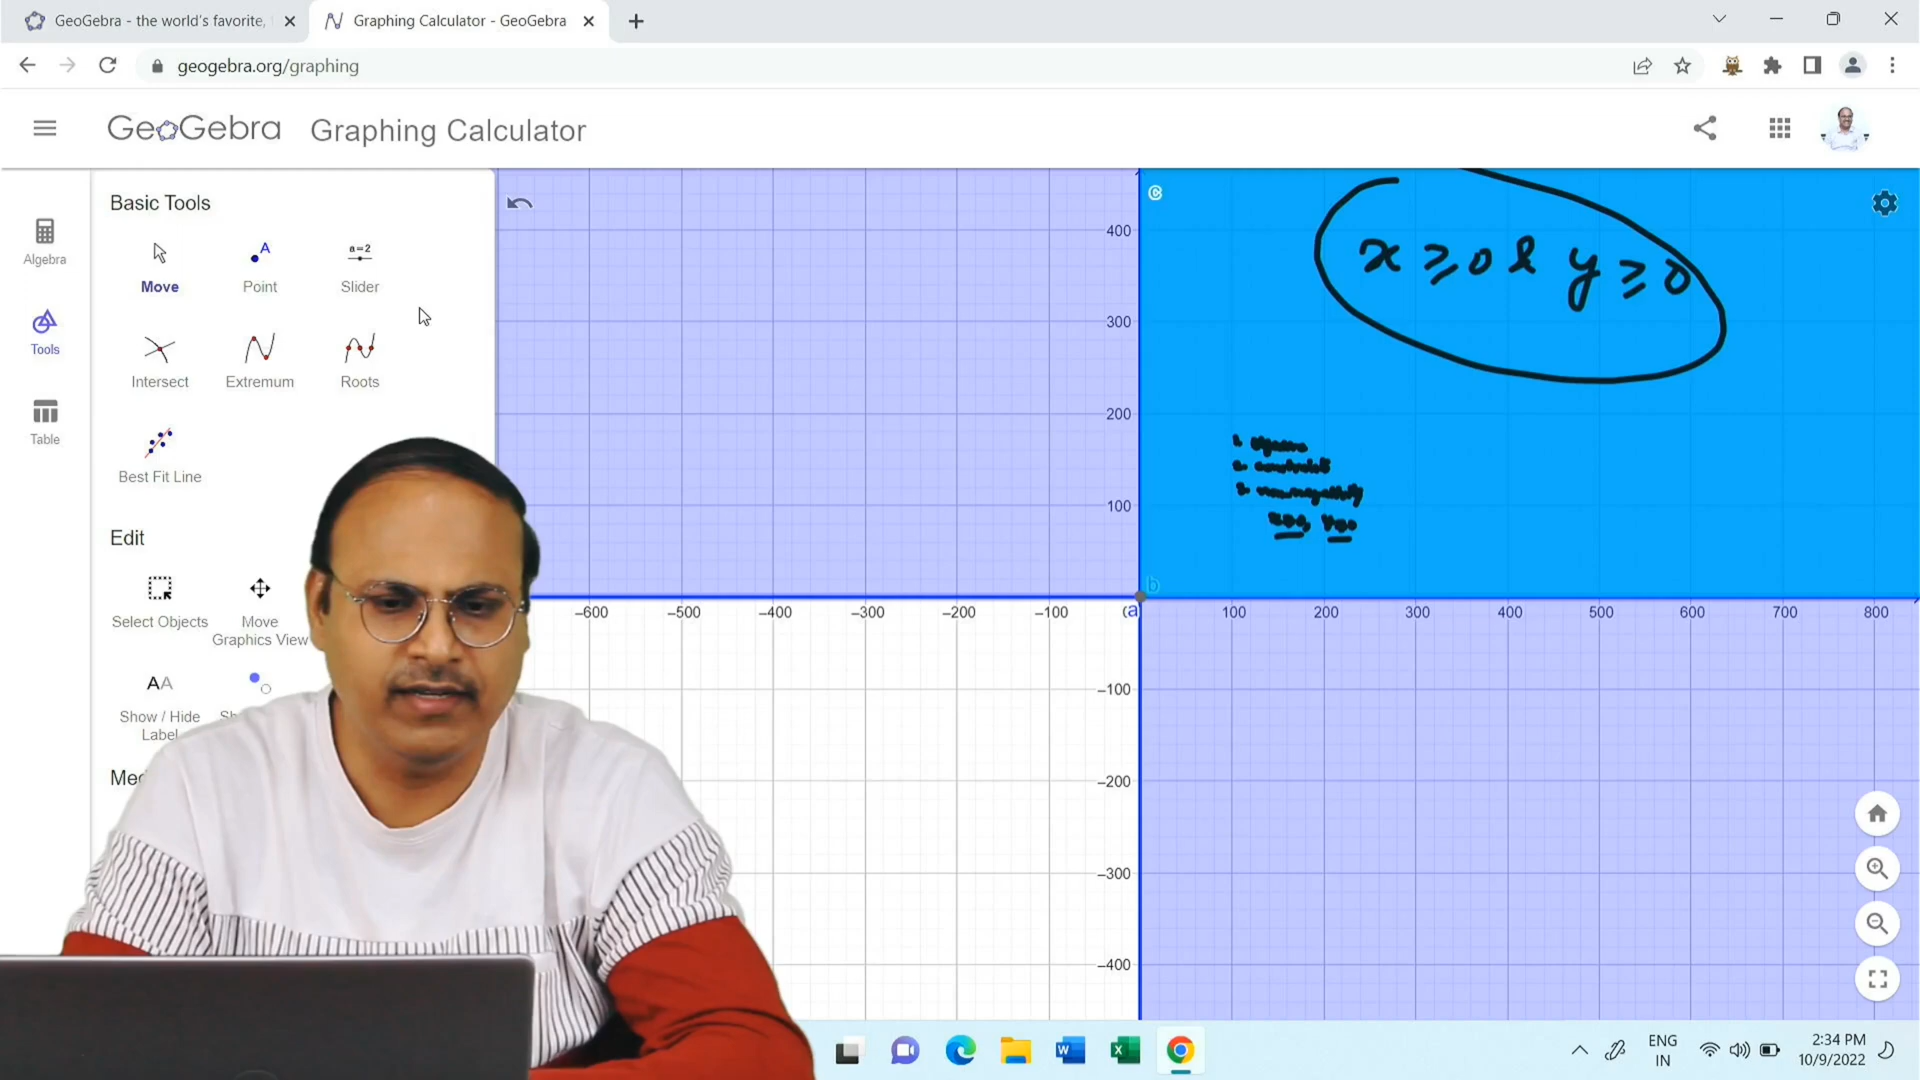 GeoGebra - the world's favorite,
Graphing Calculator - GeoGebra
geogebra.org/graphing
GeoGebra Graphing Calculator
Algebra
Tools
Table
Basic Tools
A
a=2
Move Point Slider
Intersect Extremum Roots
Best Fit Line
Edit
Select Objects
Move
Graphics View
AA
Show / Hide
Label
x ≥ 0 & y ≥ 0
1.
2.
3.
400
300
200
100
b
–600 –500 –400 –300 –200 –100 (a 100 200 300 400 500 600 700 800
–100
–200
–300
–400
ENG
IN
2:34 PM
10/9/2022